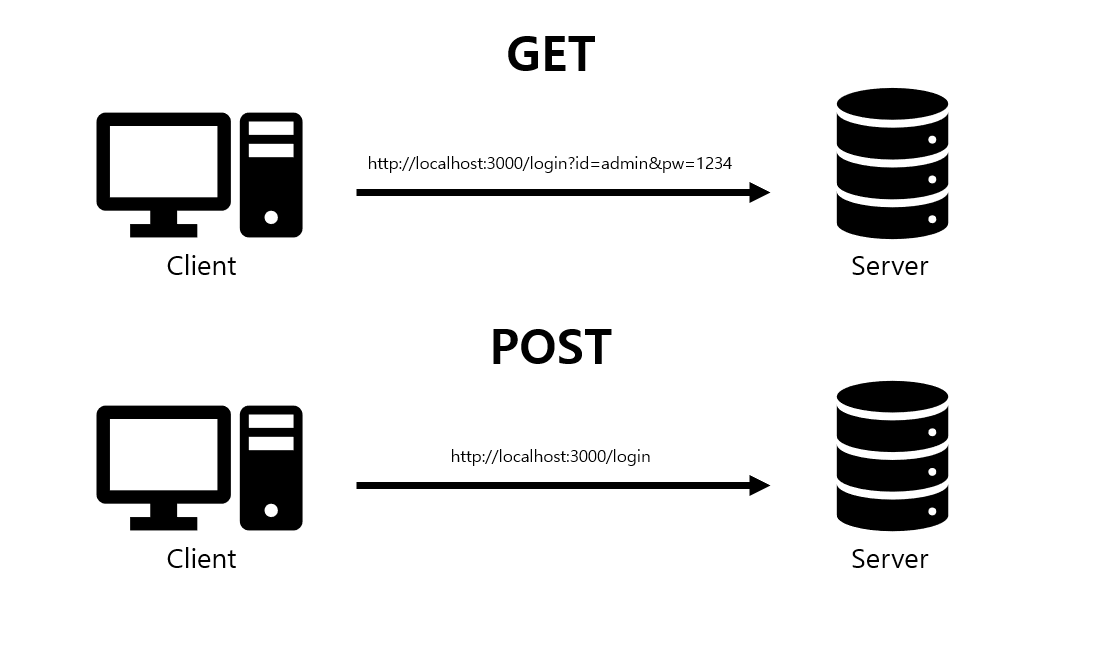 GET
http://localhost:3000/login?id=admin&pw=1234
Client
Server
POST
http://localhost:3000/login
Client
Server